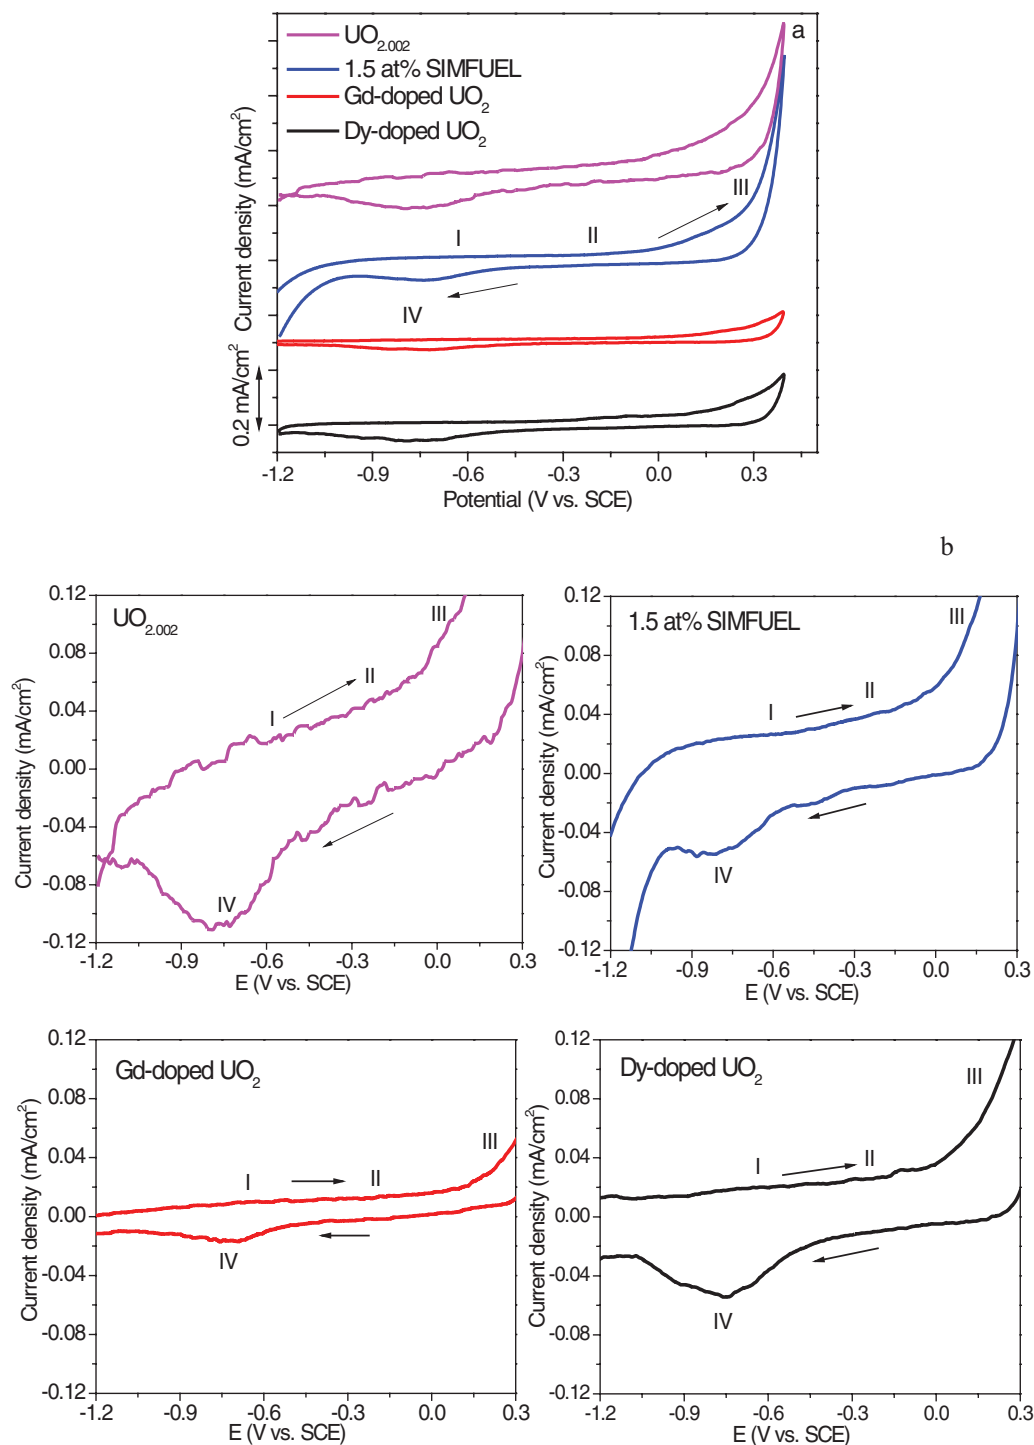 a
UO2.002
1.5 at% SIMFUEL
Gd-doped UO2
Dy-doped UO2
Current density (mA/cm2)
0.2 mA/cm2
I
II
III
IV
-1.2 -0.9 -0.6 -0.3 0.0 0.3
Potential (V vs. SCE)
b
UO2.002
Current density (mA/cm2)
0.12
0.08
0.04
0.00
-0.04
-0.08
-0.12
I
II
III
IV
-1.2 -0.9 -0.6 -0.3 0.0 0.3
E (V vs. SCE)
1.5 at% SIMFUEL
Current density (mA/cm2)
0.12
0.08
0.04
0.00
-0.04
-0.08
-0.12
I
II
III
IV
-1.2 -0.9 -0.6 -0.3 0.0 0.3
E (V vs. SCE)
Gd-doped UO2
Current density (mA/cm2)
0.12
0.08
0.04
0.00
-0.04
-0.08
-0.12
I
II
III
IV
-1.2 -0.9 -0.6 -0.3 0.0 0.3
E (V vs. SCE)
Dy-doped UO2
Current density (mA/cm2)
0.12
0.08
0.04
0.00
-0.04
-0.08
-0.12
I
II
III
IV
-1.2 -0.9 -0.6 -0.3 0.0 0.3
E (V vs. SCE)